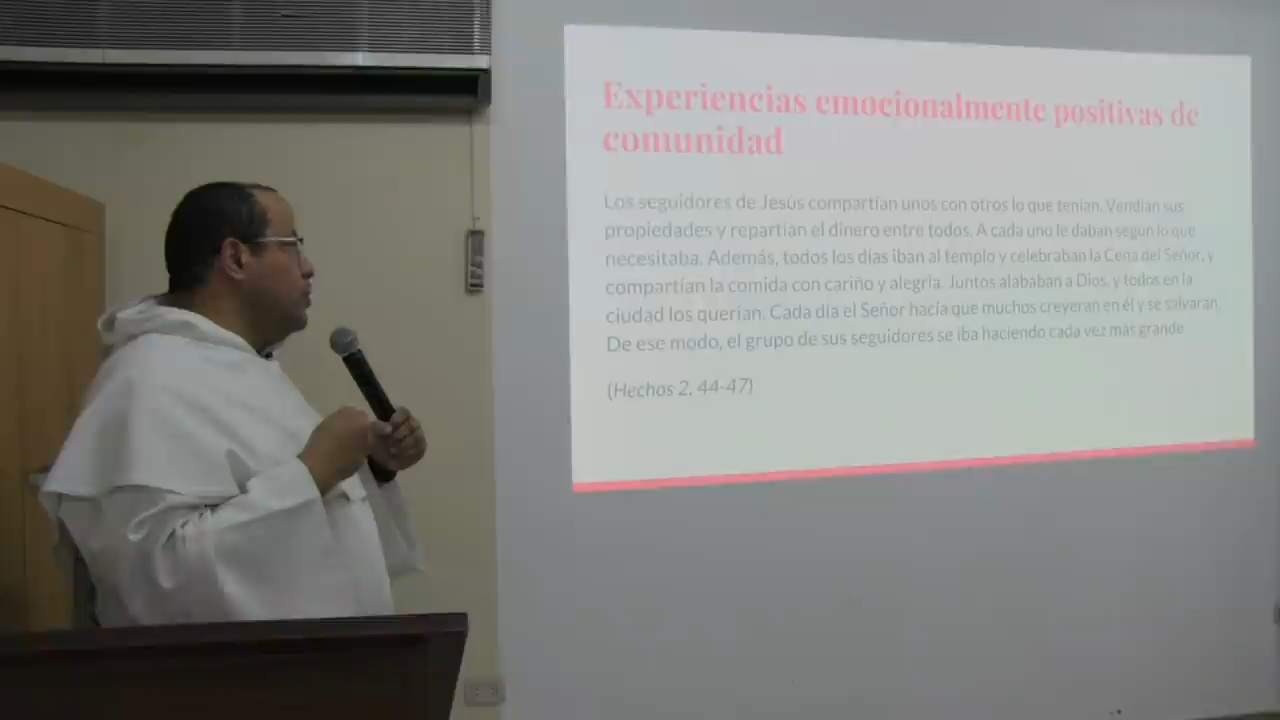 Experiencias emocionalmente positivas de
comunidad
Los seguidores de Jesús compartían unos con otros lo que tenían. Vendían sus
propiedades y repartían el dinero entre todos. A cada uno le daban según lo que
necesitaba. Además, todos los días iban al templo y celebraban la Cena del Señor, y
compartían la comida con cariño y alegría. Juntos alababan a Dios, y todos en la
ciudad los querían. Cada día el Señor hacía que muchos creyeran en él y se salvaran.
De ese modo, el grupo de sus seguidores se iba haciendo cada vez más grande
(Hechos 2, 44-47)